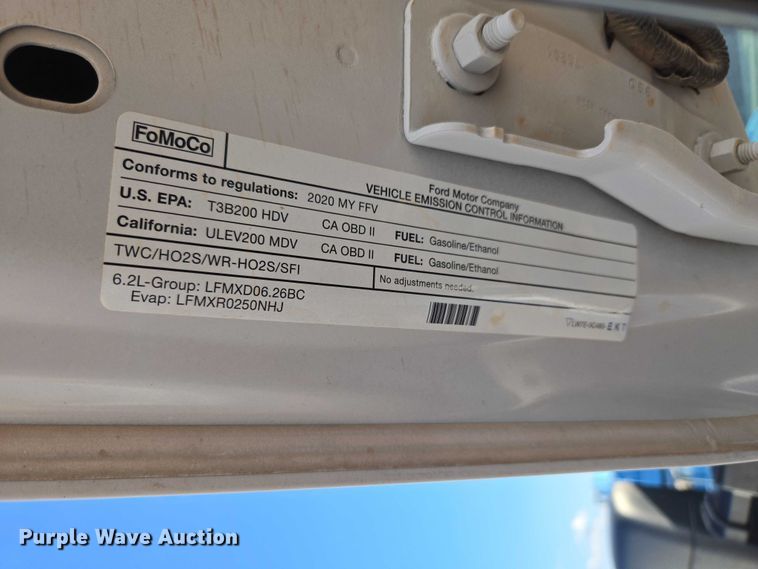 FoMoCo
Ford Motor Company
VEHICLE EMISSION CONTROL INFORMATION
Conforms to regulations: 2020 MY FFV
U.S. EPA: T3B200 HDV CA OBD II FUEL: Gasoline/Ethanol
California: ULEV200 MDV CA OBD II FUEL: Gasoline/Ethanol
TWC/HO2S/WR-HO2S/SFI
No adjustments needed.
6.2L-Group: LFMXD06.26BC
Evap: LFMXR0250NHJ
EKT
Purple Wave Auction